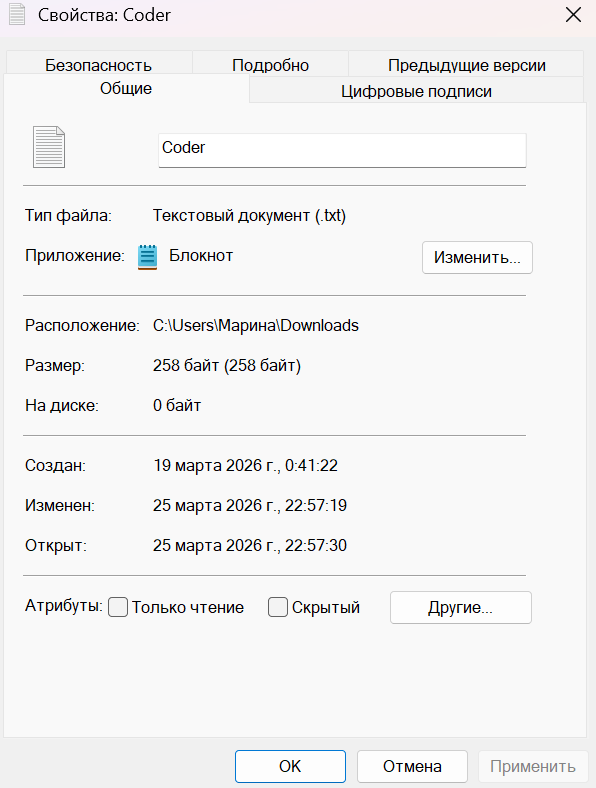 Свойства: Coder
Безопасность Подробно Предыдущие версии
Общие Цифровые подписи
Coder
Тип файла: Текстовый документ (.txt)
Приложение: Блокнот Изменить...
Расположение: C:\Users\Марина\Downloads
Размер: 258 байт (258 байт)
На диске: 0 байт
Создан: 19 марта 2026 г., 0:41:22
Изменен: 25 марта 2026 г., 22:57:19
Открыт: 25 марта 2026 г., 22:57:30
Атрибуты: Только чтение Скрытый Другие...
OK Отмена Применить